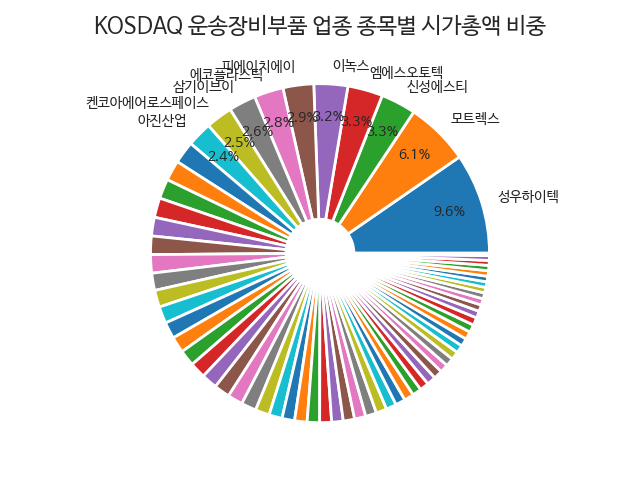 KOSDAQ 운송장비부품 업종 종목별 시가총액 비중
성우하이텍
9.6%
모트렉스
6.1%
신성에스티
3.3%
엠에스오토텍
3.3%
이녹스
3.2%
피에이치에이
2.9%
에코플라스틱
2.8%
삼기이브이
2.6%
켄코아에어로스페이스
2.5%
아진산업
2.4%